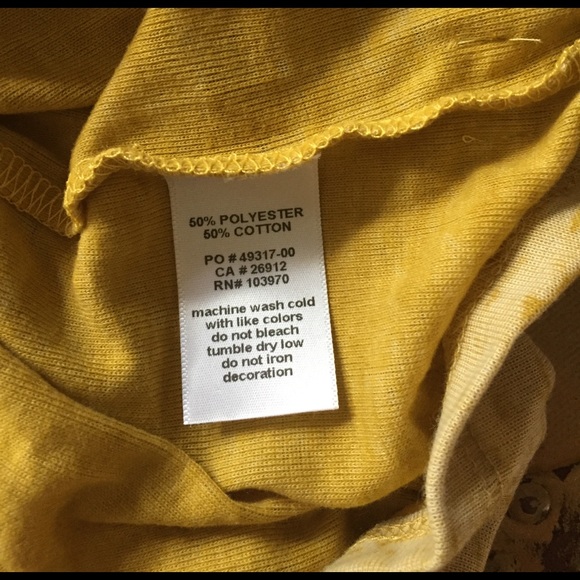 50% POLYESTER
50% COTTON
PO # 49317-00
CA # 26912
RN# 103970
machine wash cold
with like colors
do not bleach
tumble dry low
do not iron
decoration